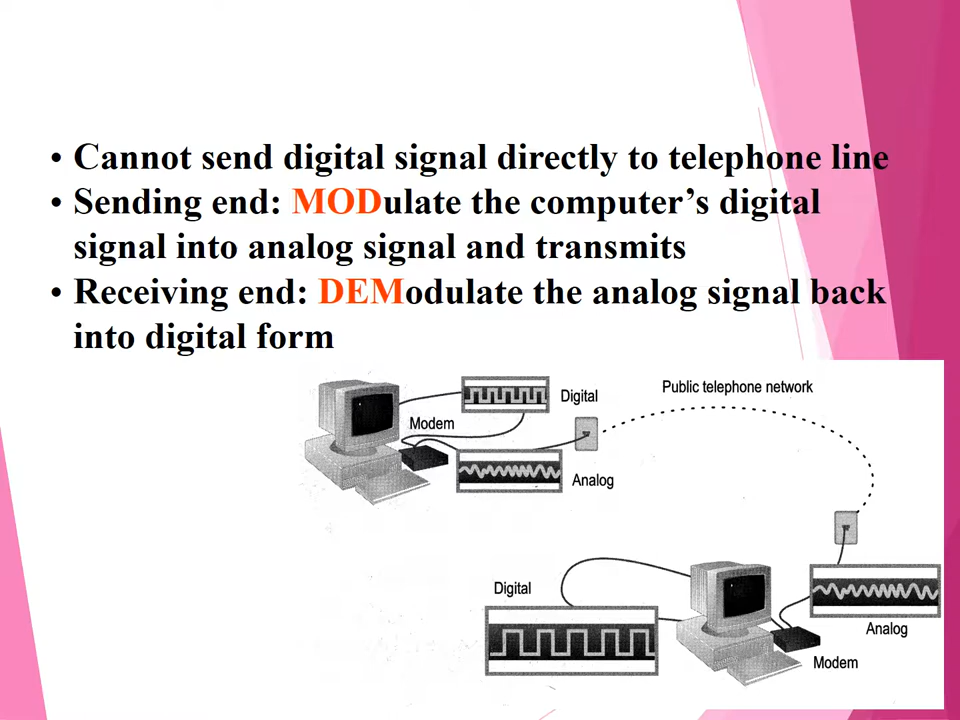 • Cannot send digital signal directly to telephone line
• Sending end: MODulate the computer’s digital
signal into analog signal and transmits
• Receiving end: DEModulate the analog signal back
into digital form
Public telephone network
Digital
Modem
Analog
Digital
Analog
Modem